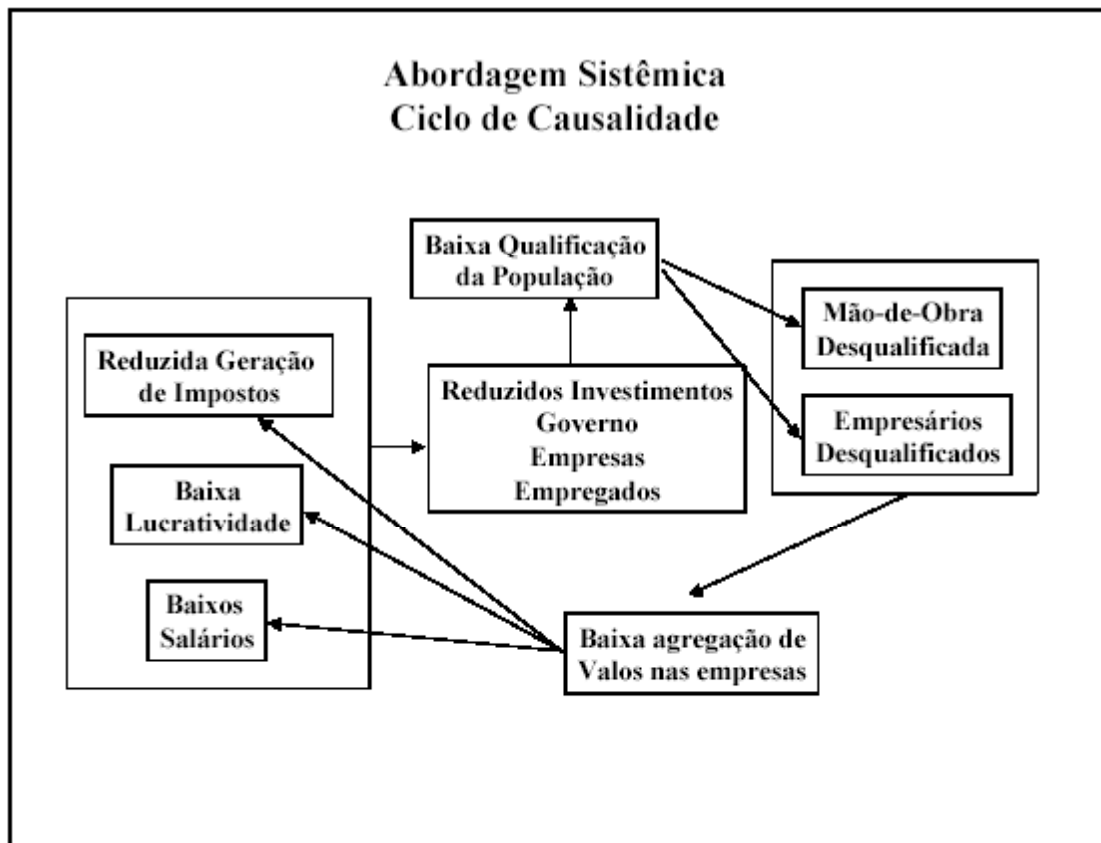 Abordagem Sistêmica
Ciclo de Causalidade
Baixa Qualificação
da População
Mão-de-Obra
Desqualificada
Empresários
Desqualificados
Reduzida Geração
de Impostos
Baixa
Lucratividade
Baixos
Salários
Reduzidos Investimentos
Governo
Empresas
Empregados
Baixa agregação de
Valos nas empresas